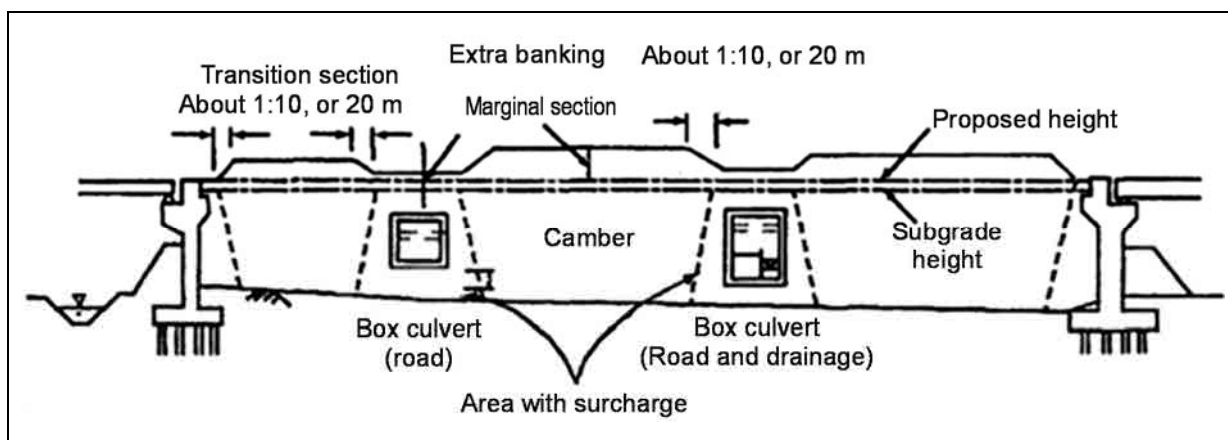 Extra banking
About 1:10, or 20 m
Transition section
About 1:10, or 20 m
Marginal section
Proposed height
Camber
Subgrade
height
Box culvert
(road)
Box culvert
(Road and drainage)
Area with surcharge